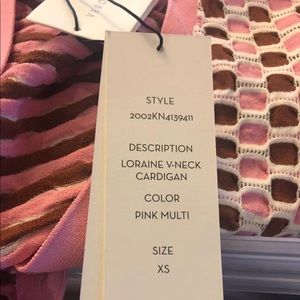 STYLE
2002KN4139411
DESCRIPTION
LORAINE V-NECK
CARDIGAN
COLOR
PINK MULTI
SIZE
XS